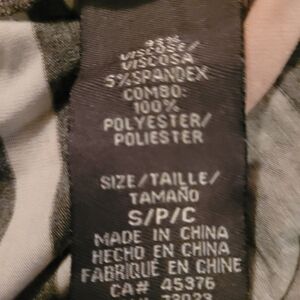 95%
VISCOSE/
VISCOSA
5% SPANDEX
COMBO:
100%
POLYESTER/
POLIESTER
SIZE/TAILLE/
TAMAÑO
S/P/C
MADE IN CHINA
HECHO EN CHINA
FABRIQUÉ EN CHINE
CA# 45376